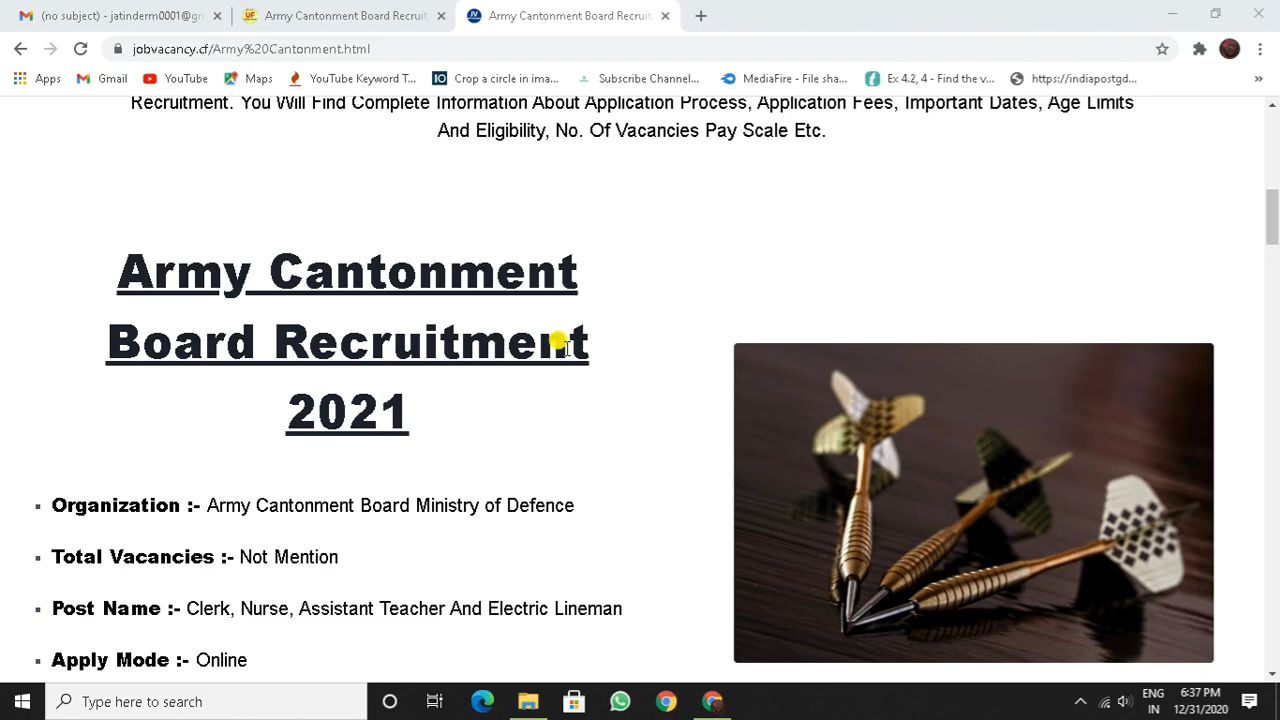 (no subject) - jatinderm0001@g
Army Cantonment Board Recruit
Army Cantonment Board Recruit
jobvacancy.cf/Army%20Cantonment.html
Apps
Gmail
YouTube
Maps
YouTube Keyword T...
Crop a circle in ima...
Subscribe Channel...
MediaFire - File sha...
Ex 4.2, 4 - Find the v...
https://indiapostgd...
Recruitment. You Will Find Complete Information About Application Process, Application Fees, Important Dates, Age Limits
And Eligibility, No. Of Vacancies Pay Scale Etc.
Army Cantonment
Board Recruitment
2021
Organization :- Army Cantonment Board Ministry of Defence
Total Vacancies :- Not Mention
Post Name :- Clerk, Nurse, Assistant Teacher And Electric Lineman
Apply Mode :- Online
Type here to search
ENG
IN
6:37 PM
12/31/2020